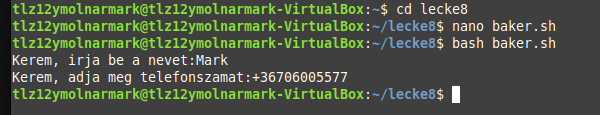 tlz12ymolnarmark@tlz12ymolnarmark-VirtualBox:~$ cd lecke8
tlz12ymolnarmark@tlz12ymolnarmark-VirtualBox:~/lecke8$ nano baker.sh
tlz12ymolnarmark@tlz12ymolnarmark-VirtualBox:~/lecke8$ bash baker.sh
Kerem, irja be a nevet:Mark
Kerem, adja meg telefonszamat:+36706005577
tlz12ymolnarmark@tlz12ymolnarmark-VirtualBox:~/lecke8$